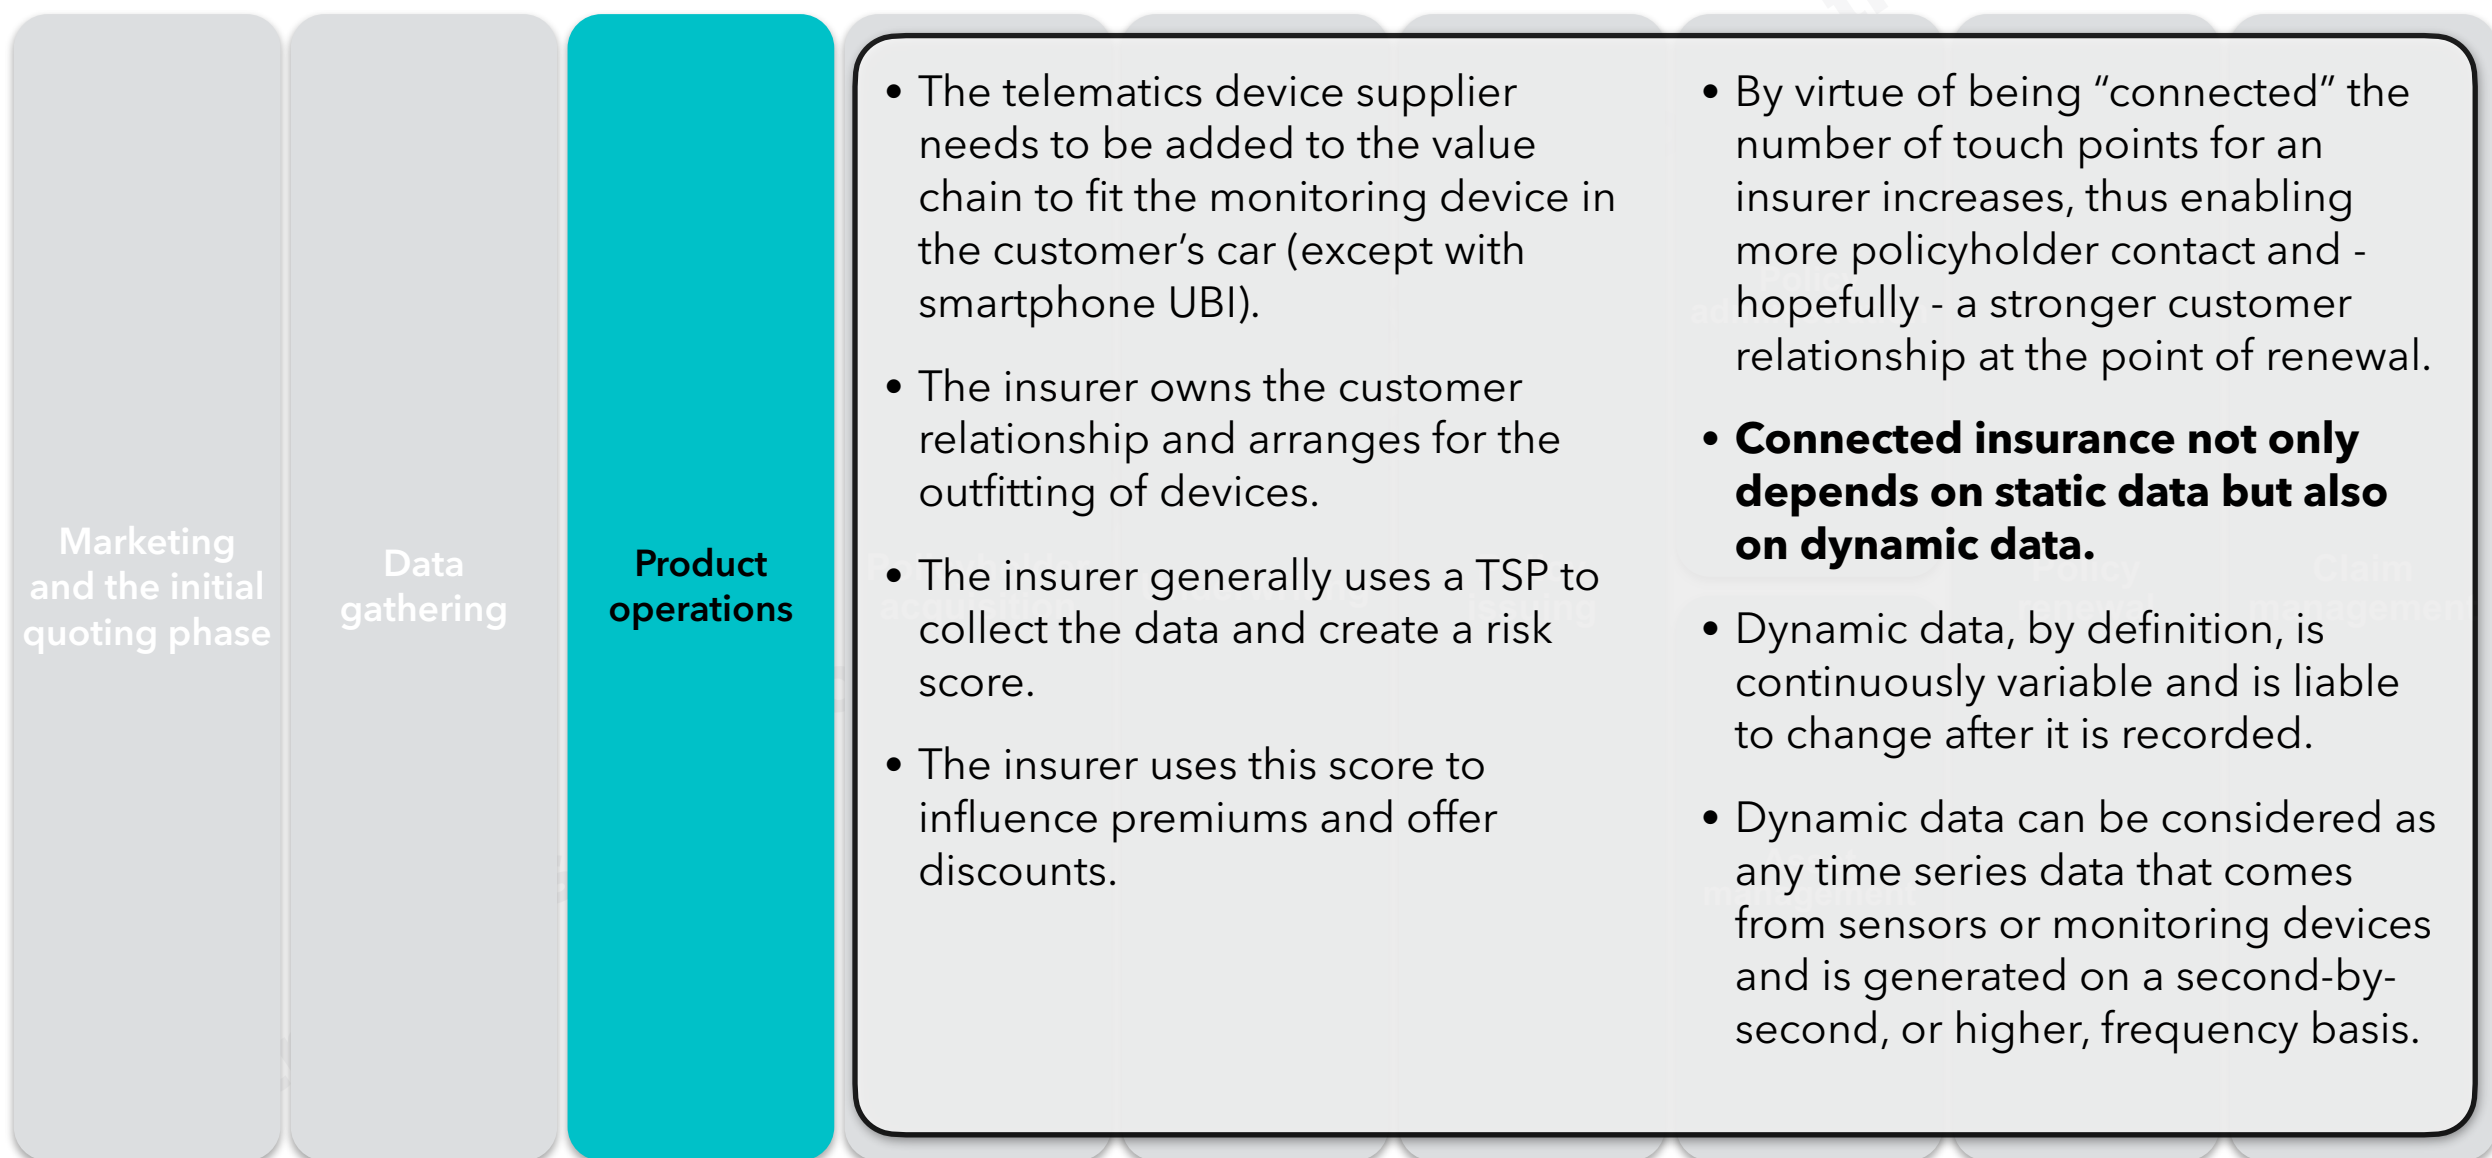 Marketing
and the initial
quoting phase
Data
gathering
Product
operations
• The telematics device supplier
needs to be added to the value
chain to fit the monitoring device in
the customer’s car (except with
smartphone UBI).
• The insurer owns the customer
relationship and arranges for the
outfitting of devices.
• The insurer generally uses a TSP to
collect the data and create a risk
score.
• The insurer uses this score to
influence premiums and offer
discounts.
• By virtue of being “connected” the
number of touch points for an
insurer increases, thus enabling
more policyholder contact and -
hopefully - a stronger customer
relationship at the point of renewal.
• Connected insurance not only
depends on static data but also
on dynamic data.
• Dynamic data, by definition, is
continuously variable and is liable
to change after it is recorded.
• Dynamic data can be considered as
any time series data that comes
from sensors or monitoring devices
and is generated on a second-by-
second, or higher, frequency basis.
acquisition
issuing
Policy
management
Policy
renewal
Claim
management